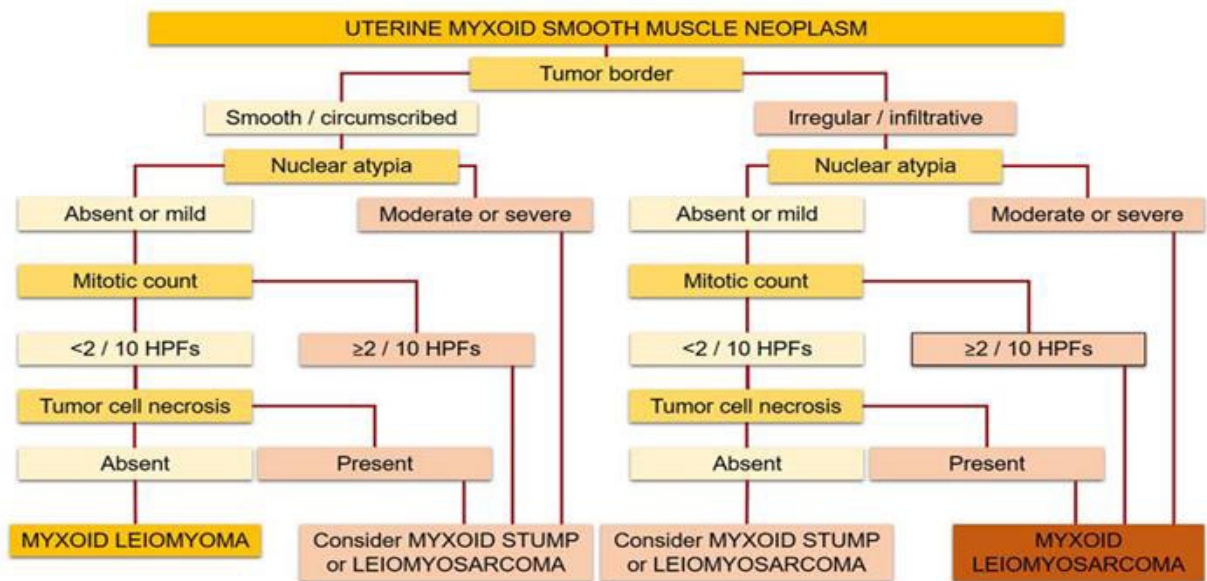 UTERINE MYXOID SMOOTH MUSCLE NEOPLASM
Tumor border
Smooth / circumscribed
Irregular / infiltrative
Nuclear atypia
Nuclear atypia
Absent or mild
Moderate or severe
Absent or mild
Moderate or severe
Mitotic count
Mitotic count
<2 / 10 HPFs
≥2 / 10 HPFs
<2 / 10 HPFs
≥2 / 10 HPFs
Tumor cell necrosis
Tumor cell necrosis
Absent
Present
Absent
Present
MYXOID LEIOMYOMA
Consider MYXOID STUMP
or LEIOMYOSARCOMA
Consider MYXOID STUMP
or LEIOMYOSARCOMA
MYXOID
LEIOMYOSARCOMA